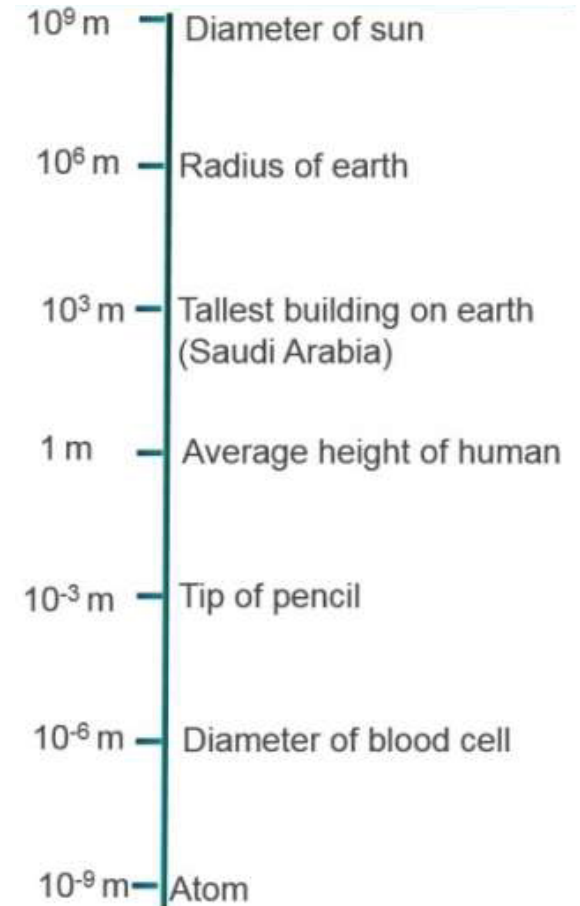 10⁹ m Diameter of sun
10⁶ m Radius of earth
10³ m Tallest building on earth
(Saudi Arabia)
1 m Average height of human
10⁻³ m Tip of pencil
10⁻⁶ m Diameter of blood cell
10⁻⁹ m Atom